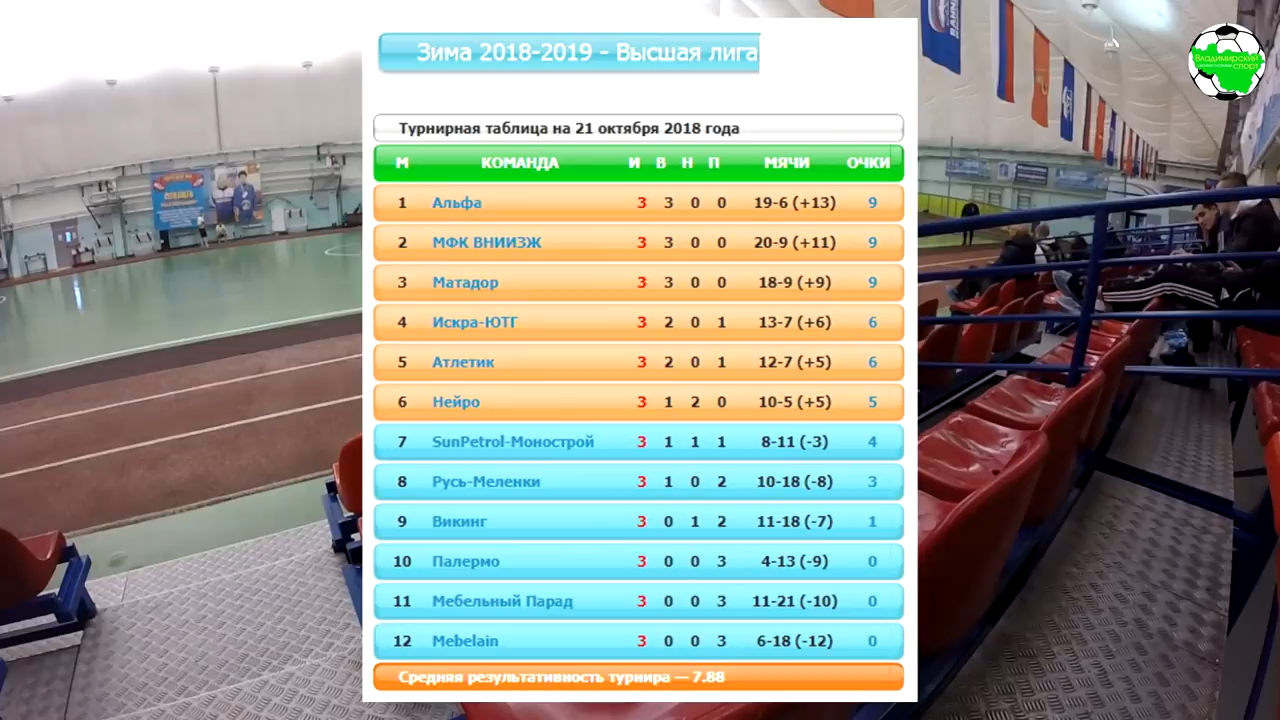 Зима 2018-2019 - Высшая лига
Владимирский
спорт
Турнирная таблица на 21 октября 2018 года
М КОМАНДА И В Н П МЯЧИ ОЧКИ
1 Альфа 3 3 0 0 19-6 (+13) 9
2 МФК ВНИИЗЖ 3 3 0 0 20-9 (+11) 9
3 Матадор 3 3 0 0 18-9 (+9) 9
4 Искра-ЮТГ 3 2 0 1 13-7 (+6) 6
5 Атлетик 3 2 0 1 12-7 (+5) 6
6 Нейро 3 1 2 0 10-5 (+5) 5
7 SunPetrol-Монострой 3 1 1 1 8-11 (-3) 4
8 Русь-Меленки 3 1 0 2 10-18 (-8) 3
9 Викинг 3 0 1 2 11-18 (-7) 1
10 Палермо 3 0 0 3 4-13 (-9) 0
11 Мебельный Парад 3 0 0 3 11-21 (-10) 0
12 Mebelain 3 0 0 3 6-18 (-12) 0
Средняя результативность турнира — 7.88